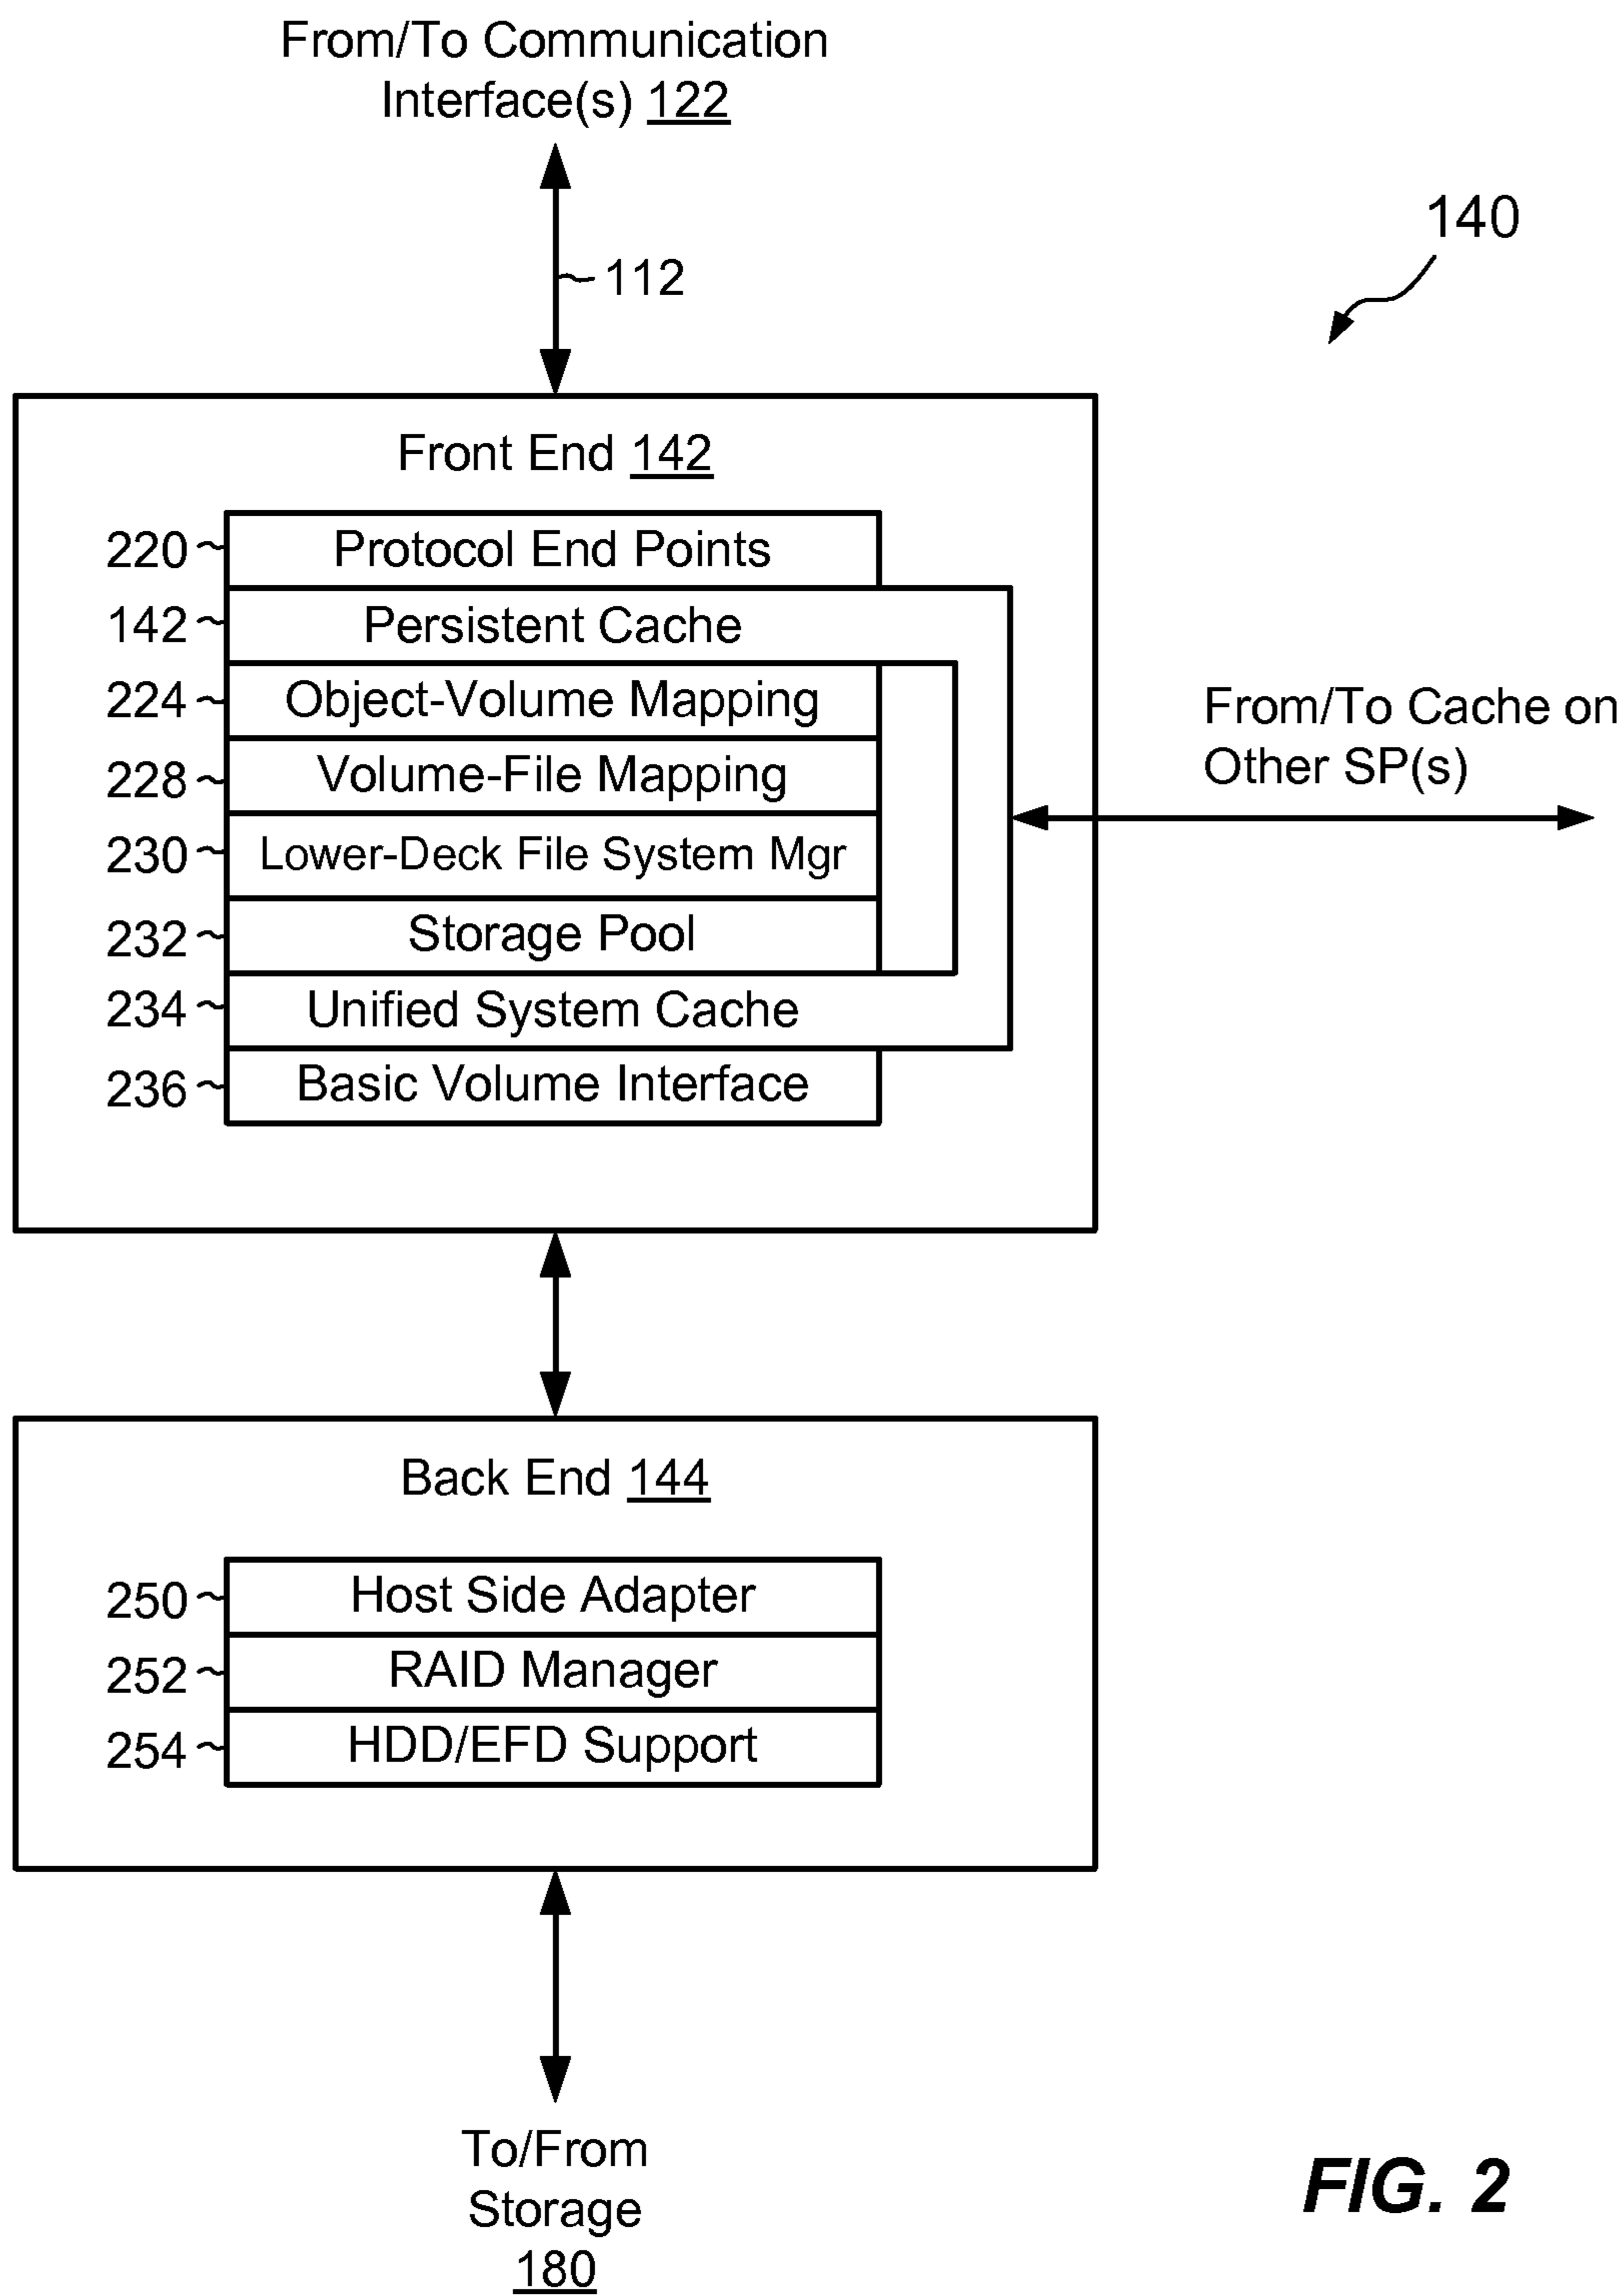 From/To Communication
Interface(s) 122
112
140
Front End 142
220 Protocol End Points
142 Persistent Cache
224 Object-Volume Mapping
228 Volume-File Mapping
230 Lower-Deck File System Mgr
232 Storage Pool
234 Unified System Cache
236 Basic Volume Interface
From/To Cache on
Other SP(s)
Back End 144
250 Host Side Adapter
252 RAID Manager
254 HDD/EFD Support
To/From
Storage
180
FIG. 2